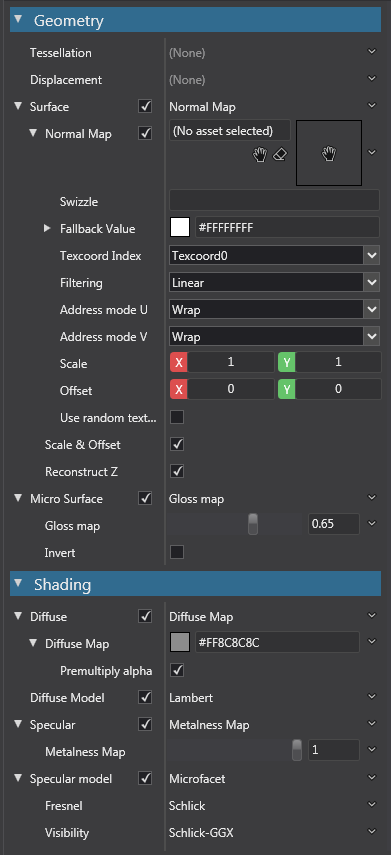 Geometry
Tessellation (None)
Displacement (None)
Surface Normal Map
Normal Map (No asset selected)
Swizzle
Fallback Value #FFFFFFFF
Texcoord Index Texcoord0
Filtering Linear
Address mode U Wrap
Address mode V Wrap
Scale X 1 Y 1
Offset X 0 Y 0
Use random text...
Scale & Offset
Reconstruct Z
Micro Surface Gloss map
Gloss map 0.65
Invert
Shading
Diffuse Diffuse Map
Diffuse Map #FF8C8C8C
Premultiply alpha
Diffuse Model Lambert
Specular Metalness Map
Metalness Map 1
Specular model Microfacet
Fresnel Schlick
Visibility Schlick-GGX